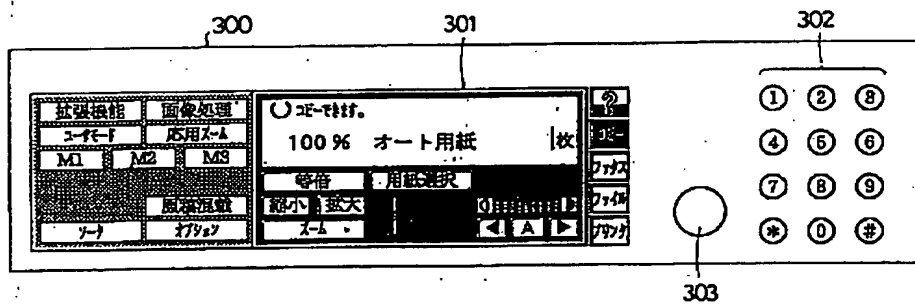 300 301 302
拡張機能 画像処理
ユーザモード 応用ズーム
M1 M2 M3
原稿混載
ソータ オプション
コピーできます。
100% オート用紙 枚
等倍 用紙選択
縮小 拡大
ズーム ◀ A ▶
?
コピー
ファクス
ファイル
プリンタ
① ② ③
④ ⑤ ⑥
⑦ ⑧ ⑨
* 0 #
303